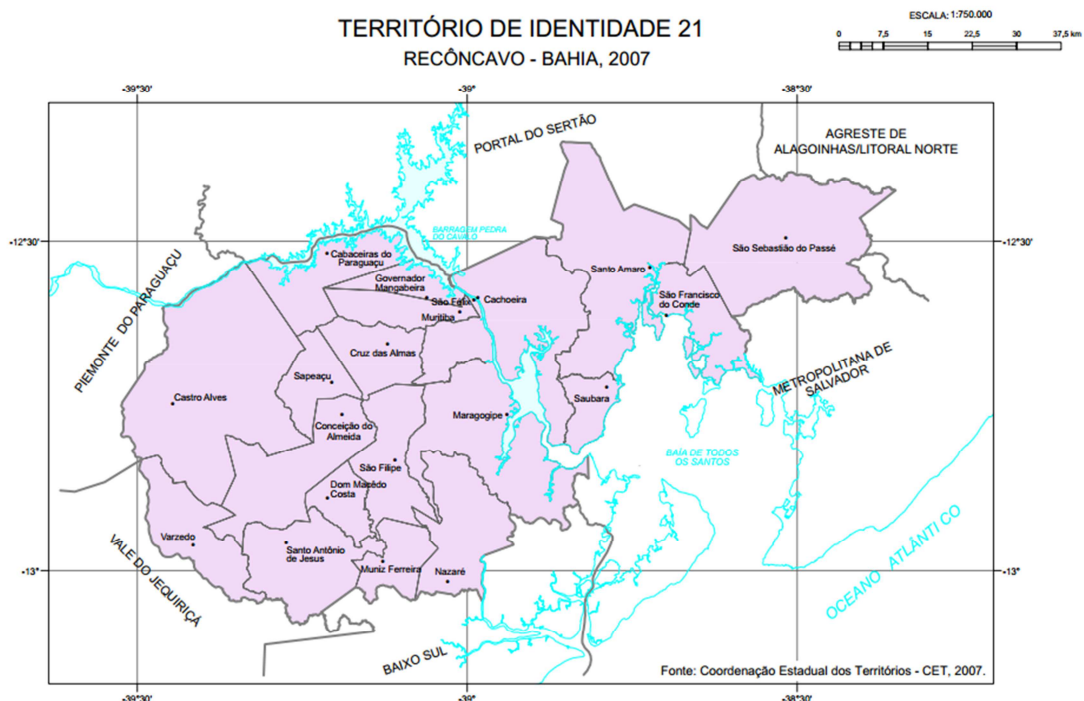 TERRITÓRIO DE IDENTIDADE 21
RECÔNCAVO - BAHIA, 2007
ESCALA: 1:750.000
0 7,5 15 22,5 30 37,5 km
-39°30' -39° -38°30'
PORTAL DO SERTÃO
AGRESTE DE
ALAGOINHAS/LITORAL NORTE
BARRAGEM PEDRA
DO CAVALO
-12°30'
-12°30'
São Sebastião do Passé
Cabaceiras do
Paraguaçu
PIEMONTE DO PARAGUAÇU
Santo Amaro
Governador
Mangabeira
São Félix
Cachoeira
Muritiba
São Francisco
do Conde
Cruz das Almas
METROPOLITANA DE
SALVADOR
Sapeaçu
Castro Alves
Saubara
Maragogipe
Conceição do
Almeida
BAÍA DE TODOS
OS SANTOS
São Filipe
Dom Macêdo
Costa
Varzedo
Santo Antônio
de Jesus
Muniz Ferreira
Nazaré
-13°
-13°
VALE DO JEQUIRIÇÁ
OCEANO ATLÂNTI CO
BAIXO SUL
Fonte: Coordenação Estadual dos Territórios - CET, 2007.
-39°30' -39° -38°30'